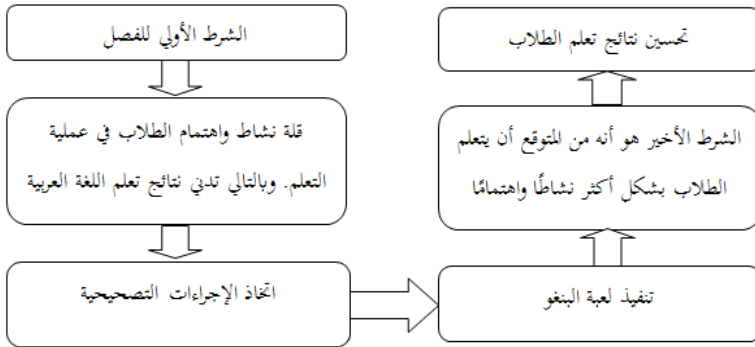 الشرط الأولي للفصل
قلة نشاط واهتمام الطلاب في عملية
التعلم. وبالتالي تدني نتائج تعلم اللغة العربية
اتخاذ الإجراءات التصحيحية
تنفيذ لعبة البنغو
الشرط الأخير هو أنه من المتوقع أن يتعلم
الطلاب بشكل أكثر نشاطًا واهتمامًا
تحسين نتائج تعلم الطلاب